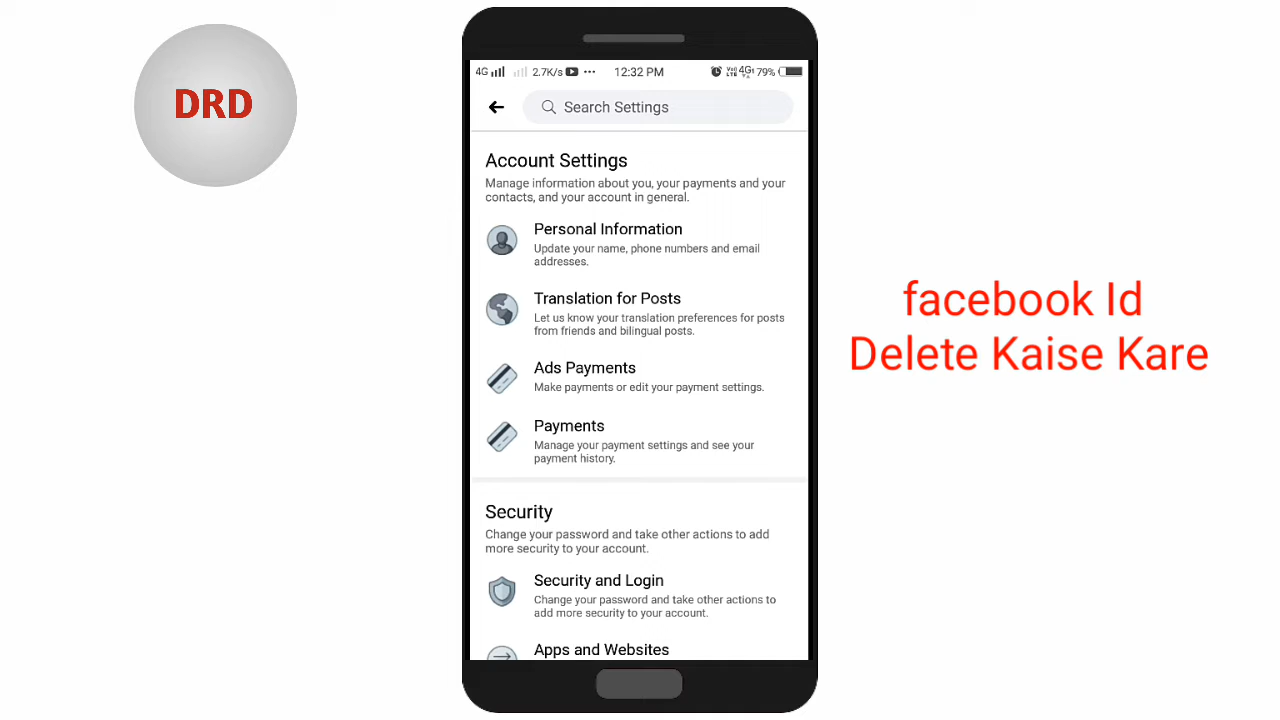 DRD
4G 2.7K/s ••• 12:32 PM 4G 79%
Search Settings
Account Settings
Manage information about you, your payments and your
contacts, and your account in general.
Personal Information
Update your name, phone numbers and email
addresses.
Translation for Posts
Let us know your translation preferences for posts
from friends and bilingual posts.
Ads Payments
Make payments or edit your payment settings.
Payments
Manage your payment settings and see your
payment history.
Security
Change your password and take other actions to add
more security to your account.
Security and Login
Change your password and take other actions to
add more security to your account.
Apps and Websites
facebook Id
Delete Kaise Kare